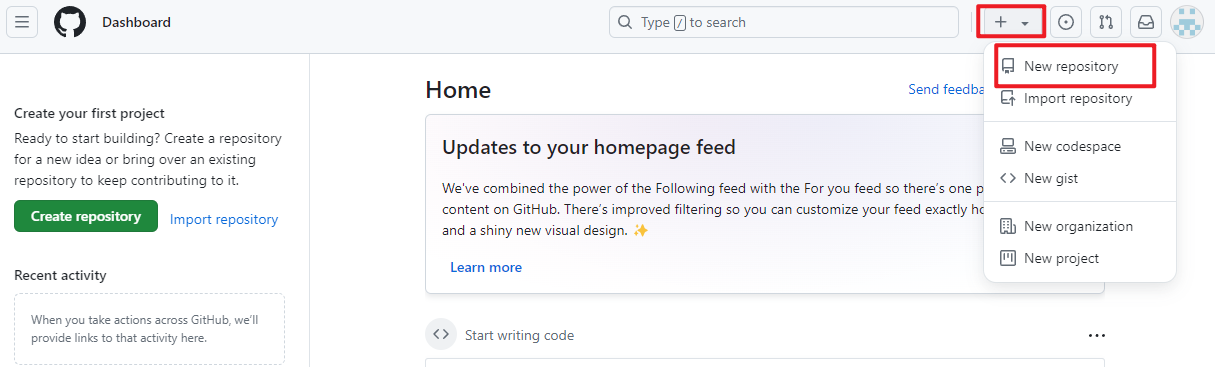 Dashboard
Type / to search
Create your first project
Ready to start building? Create a repository
for a new idea or bring over an existing
repository to keep contributing to it.
Create repository
Import repository
Recent activity
When you take actions across GitHub, we'll
provide links to that activity here.
Home
Send
Updates to your homepage feed
We've combined the power of the Following feed with the For you feed so there's one
content on GitHub. There's improved filtering so you can customize your feed exactly
and a shiny new visual design. ✨
Learn more
Start writing code
New repository
Import repository
New codespace
New gist
New organization
New project